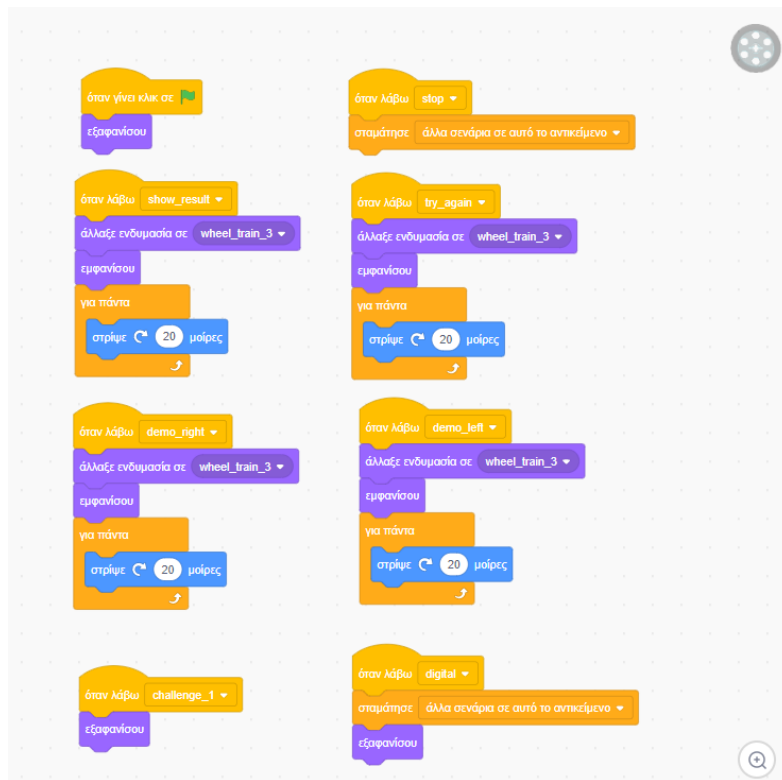 όταν γίνει κλικ σε
εξαφανίσου
όταν λάβω stop
σταμάτησε άλλα σενάρια σε αυτό το αντικείμενο
όταν λάβω show_result
άλλαξε ενδυμασία σε wheel_train_3
εμφανίσου
για πάντα
στρίψε 20 μοίρες
όταν λάβω try_again
άλλαξε ενδυμασία σε wheel_train_3
εμφανίσου
για πάντα
στρίψε 20 μοίρες
όταν λάβω demo_right
άλλαξε ενδυμασία σε wheel_train_3
εμφανίσου
για πάντα
στρίψε 20 μοίρες
όταν λάβω demo_left
άλλαξε ενδυμασία σε wheel_train_3
εμφανίσου
για πάντα
στρίψε 20 μοίρες
όταν λάβω challenge_1
εξαφανίσου
όταν λάβω digital
σταμάτησε άλλα σενάρια σε αυτό το αντικείμενο
εξαφανίσου